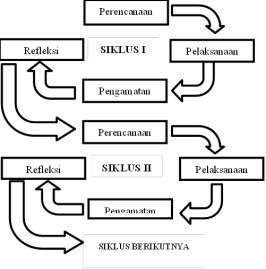 Perencanaan
Refleksi
SIKLUS I
Pelaksanaan
Pengamatan
Perencanaan
Refleksi
SIKLUS II
Pelaksanaan
Pengamatan
SIKLUS BERIKUTNYA